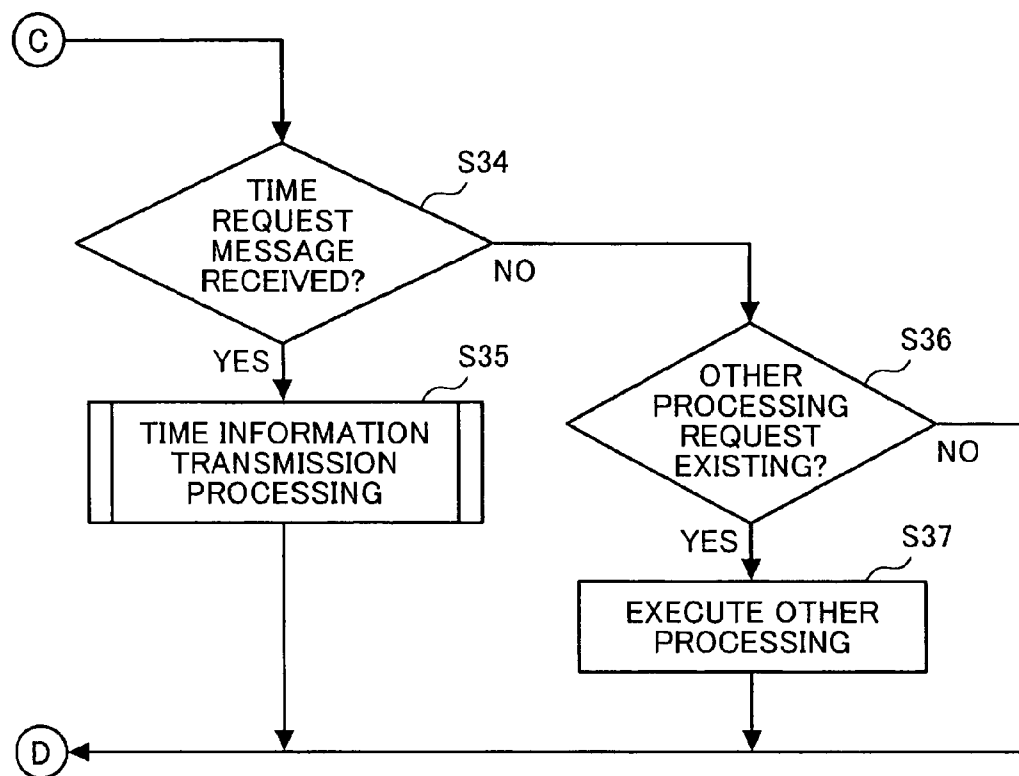 C
S34
TIME
REQUEST
MESSAGE
RECEIVED?
NO
YES
S35
TIME INFORMATION
TRANSMISSION
PROCESSING
S36
OTHER
PROCESSING
REQUEST
EXISTING?
NO
YES
S37
EXECUTE OTHER
PROCESSING
D